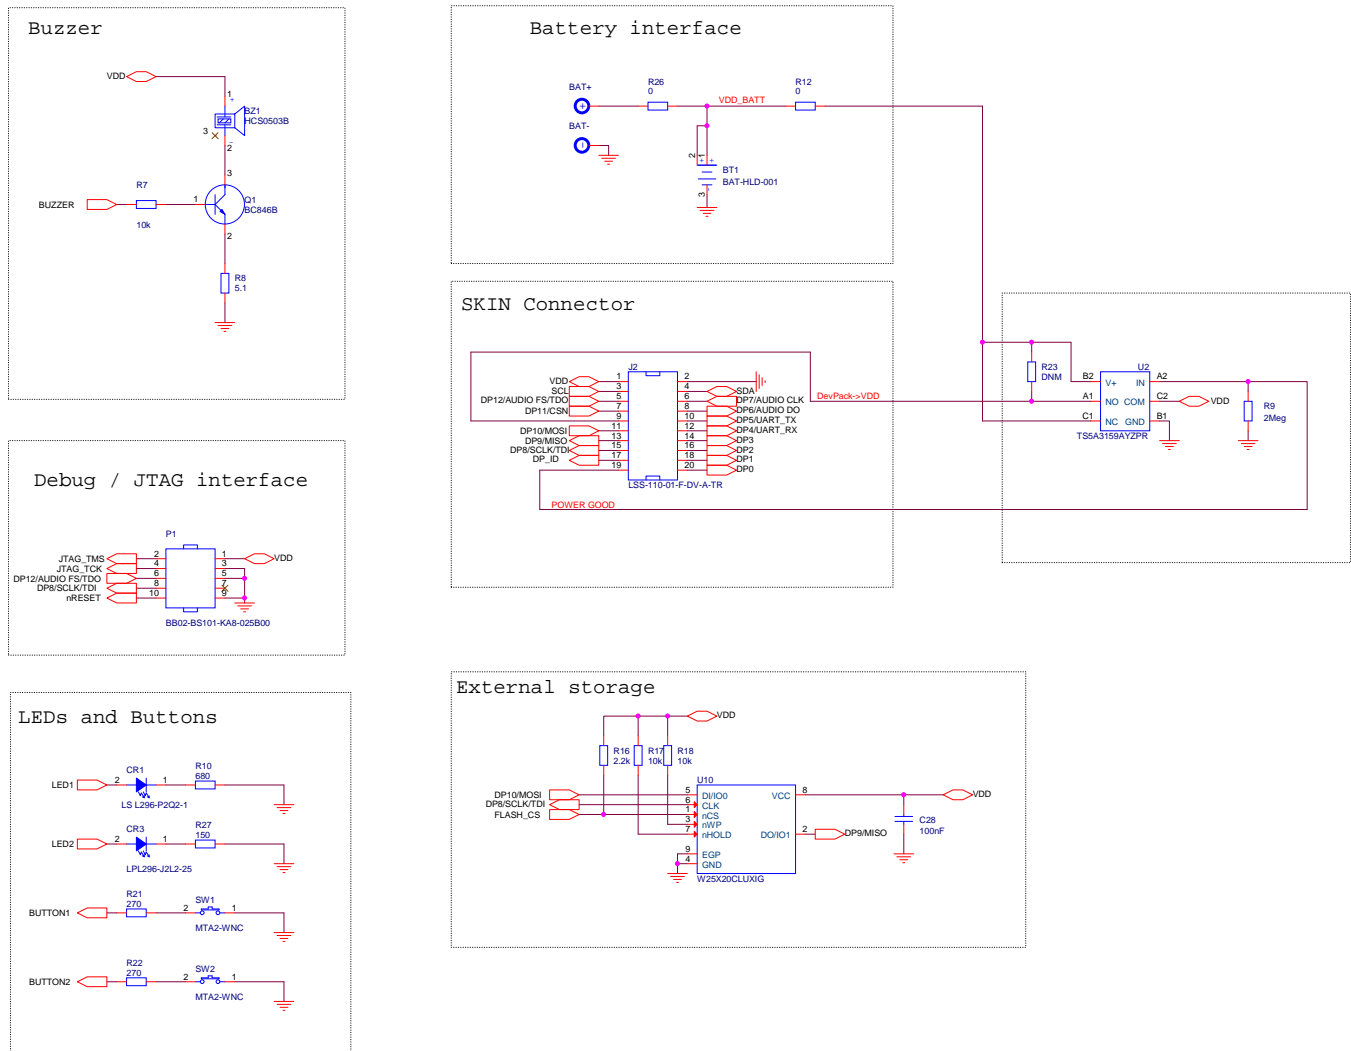 Buzzer
VDD
1
+
BZ1
HCS0503B
3
-
2
3
R7
BUZZER
1
Q1
BC846B
10k
2
R8
5.1
Battery interface
BAT+
R26
0
VDD_BATT
R12
0
+
BAT-
-
2
1
+
+
BT1
BAT-HLD-001
3
SKIN Connector
J2
VDD
1
2
SCL
3
4
SDA
DP12/AUDIO FS/TDO
5
6
DP7/AUDIO CLK
DP11/CSN
7
8
DP6/AUDIO DO
9
10
DP5/UART_TX
DP10/MOSI
11
12
DP4/UART_RX
DP9/MISO
13
14
DP3
DP8/SCLK/TDI
15
16
DP2
DP_ID
17
18
DP1
19
20
DP0
LSS-110-01-F-DV-A-TR
DevPack->VDD
POWER GOOD
R23
DNM
U2
B2
V+
IN
A2
A1
NO
COM
C2
VDD
C1
NC
GND
B1
TS5A3159AYZPR
R9
2Meg
Debug / JTAG interface
P1
JTAG_TMS
2
1
VDD
JTAG_TCK
4
3
DP12/AUDIO FS/TDO
6
5
DP8/SCLK/TDI
8
7
nRESET
10
9
BB02-BS101-KA8-025B00
LEDs and Buttons
LED1
2
CR1
1
R10
680
LS L296-P2Q2-1
LED2
2
CR3
1
R27
150
LPL296-J2L2-25
BUTTON1
R21
270
2
SW1
1
MTA2-WNC
BUTTON2
R22
270
2
SW2
1
MTA2-WNC
External storage
VDD
R16
2.2k
R17
10k
R18
10k
U10
DP10/MOSI
5
DI/IO0
VCC
8
VDD
DP8/SCLK/TDI
6
CLK
FLASH_CS
1
nCS
3
nWP
7
nHOLD
DO/IO1
2
DP9/MISO
9
EGP
4
GND
W25X20CLUXIG
C28
100nF